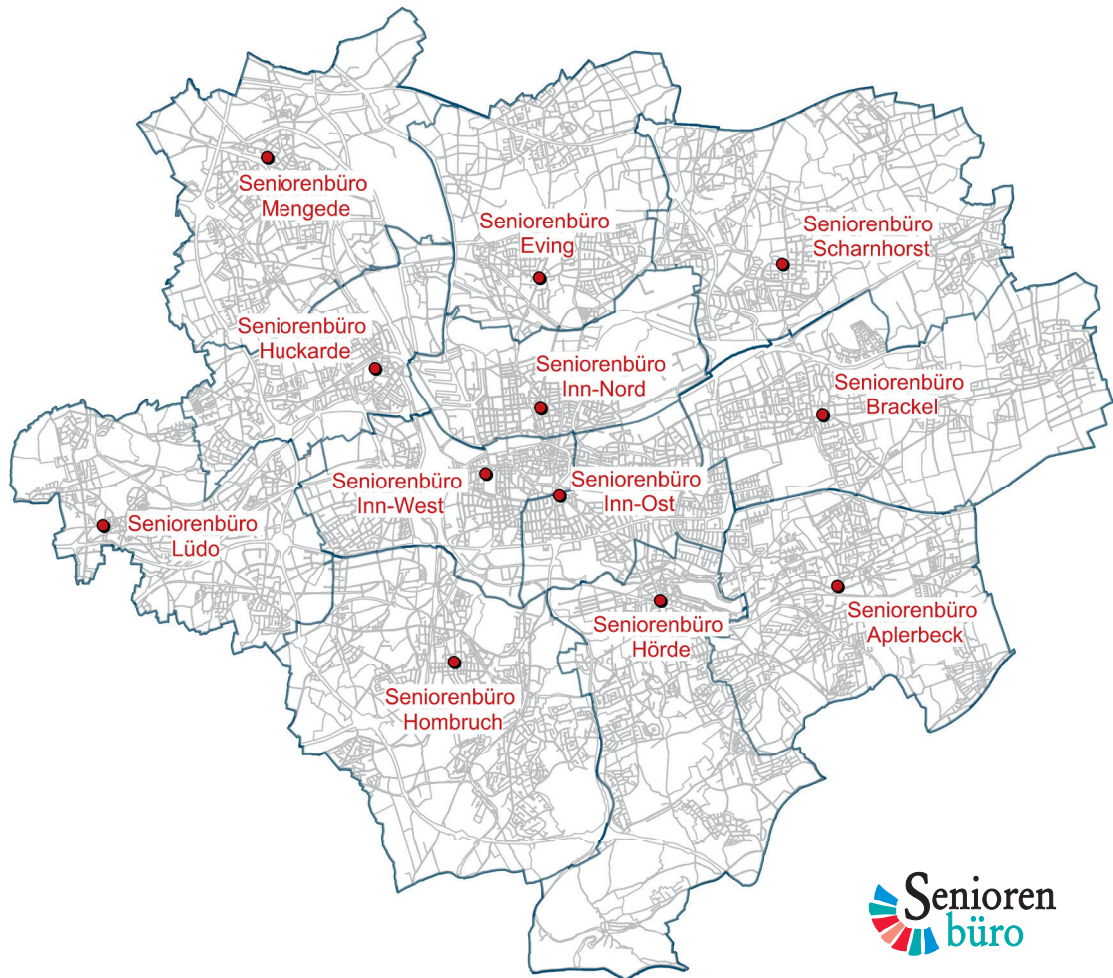 Seniorenbüro
Mengede
Seniorenbüro
Eving
Seniorenbüro
Scharnhorst
Seniorenbüro
Huckarde
Seniorenbüro
Inn-Nord
Seniorenbüro
Brackel
Seniorenbüro
Inn-West
Seniorenbüro
Inn-Ost
Seniorenbüro
Lüdo
Seniorenbüro
Aplerbeck
Seniorenbüro
Hörde
Seniorenbüro
Hombruch
Senioren
büro